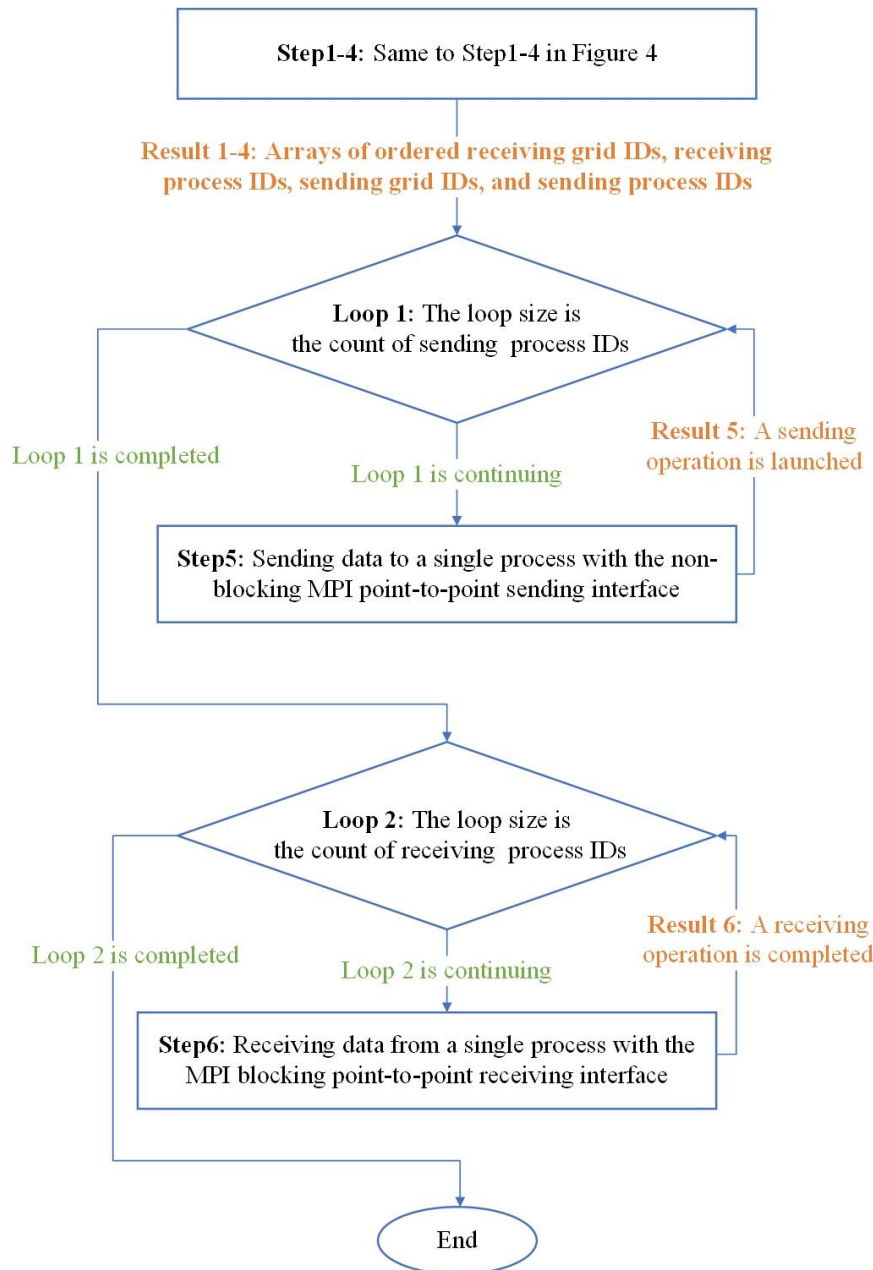 Step1-4: Same to Step1-4 in Figure 4
Result 1-4: Arrays of ordered receiving grid IDs, receiving
process IDs, sending grid IDs, and sending process IDs
Loop 1: The loop size is
the count of sending process IDs
Loop 1 is completed
Loop 1 is continuing
Result 5: A sending
operation is launched
Step5: Sending data to a single process with the non-
blocking MPI point-to-point sending interface
Loop 2: The loop size is
the count of receiving process IDs
Loop 2 is completed
Loop 2 is continuing
Result 6: A receiving
operation is completed
Step6: Receiving data from a single process with the
MPI blocking point-to-point receiving interface
End